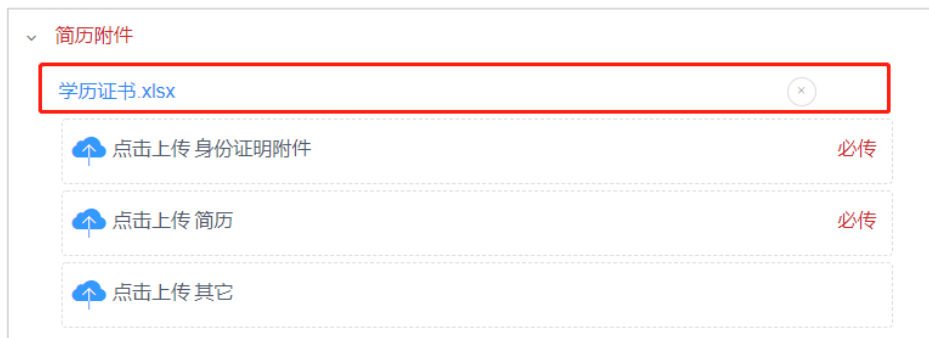 简历附件
学历证书.xlsx
点击上传 身份证明附件 必传
点击上传 简历 必传
点击上传 其它